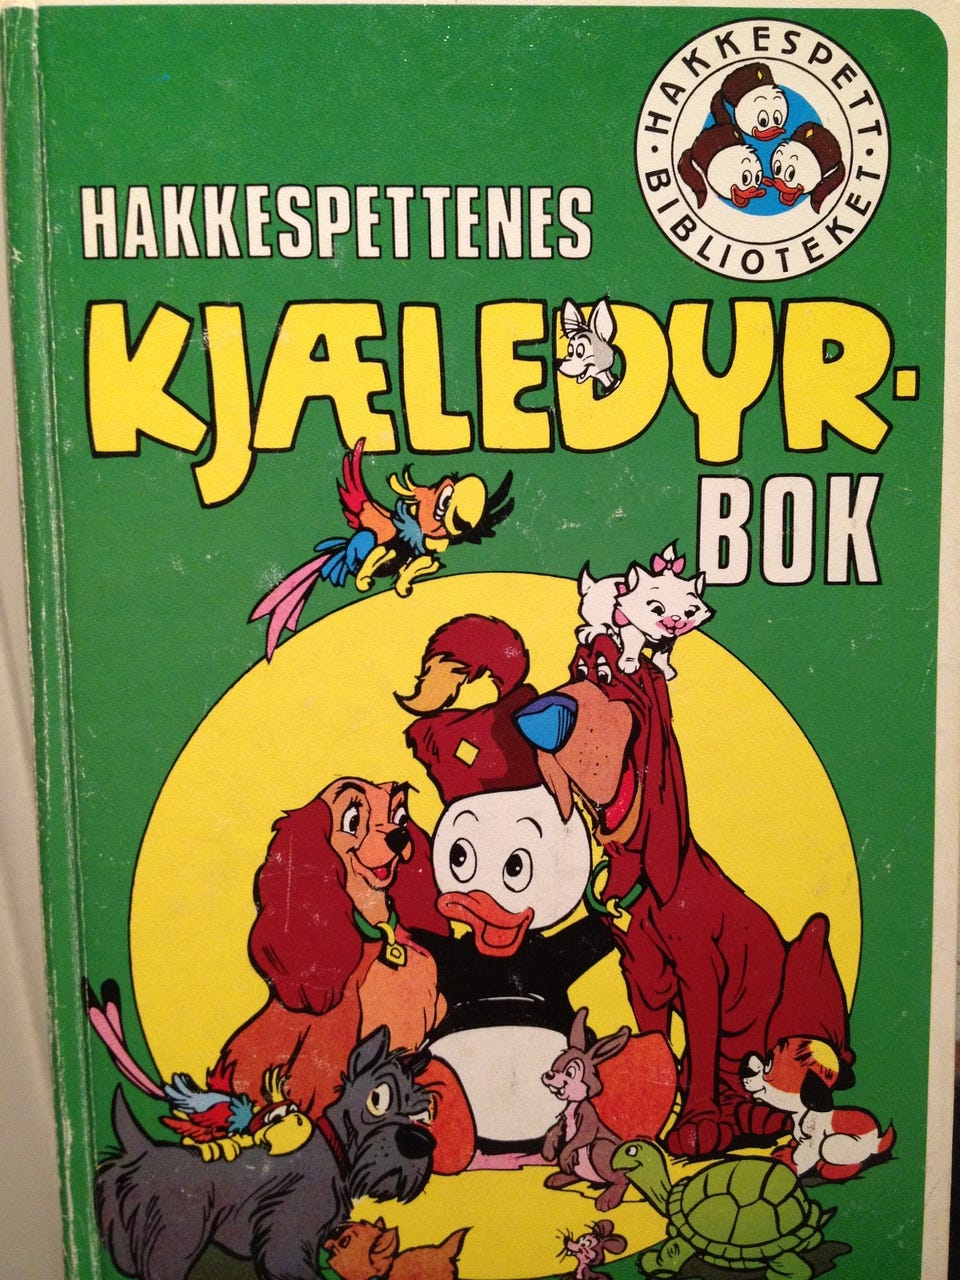 HAKKESPETT
BIBLIOTEKET
HAKKESPETTENES
KJÆLEDYR-
BOK